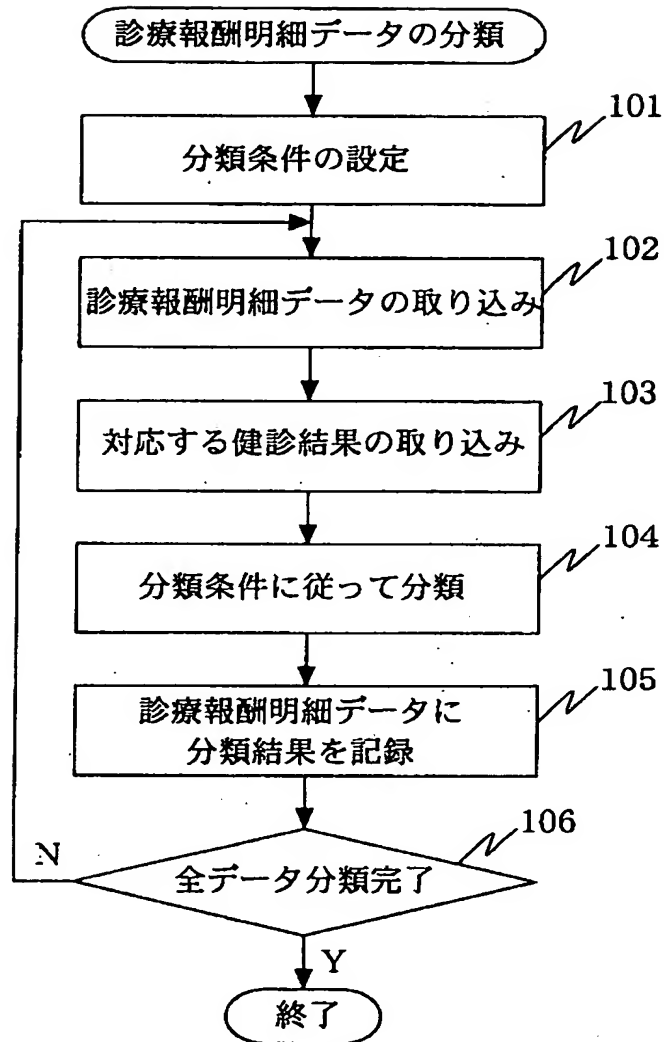 診療報酬明細データの分類
101
分類条件の設定
102
診療報酬明細データの取り込み
103
対応する健診結果の取り込み
104
分類条件に従って分類
105
診療報酬明細データに
分類結果を記録
106
N
全データ分類完了
Y
終了